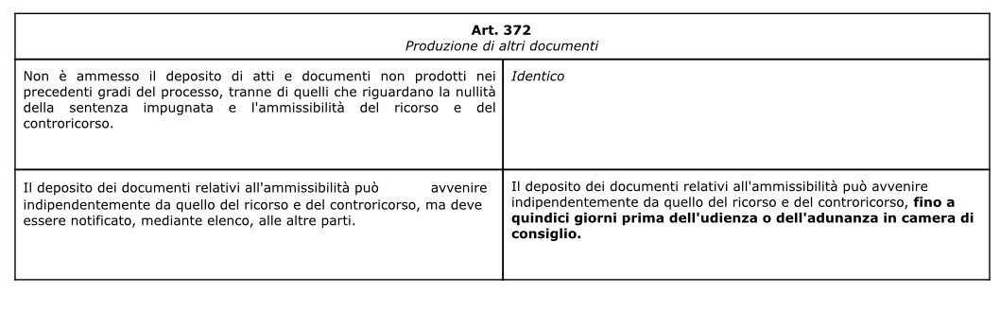 Art. 372
Produzione di altri documenti
Non è ammesso il deposito di atti e documenti non prodotti nei
precedenti gradi del processo, tranne di quelli che riguardano la nullità
della sentenza impugnata e l'ammissibilità del ricorso e del
controricorso.
Identico
Il deposito dei documenti relativi all'ammissibilità può avvenire
indipendentemente da quello del ricorso e del controricorso, ma deve
essere notificato, mediante elenco, alle altre parti.
Il deposito dei documenti relativi all'ammissibilità può avvenire
indipendentemente da quello del ricorso e del controricorso, fino a
quindici giorni prima dell'udienza o dell'adunanza in camera di
consiglio.